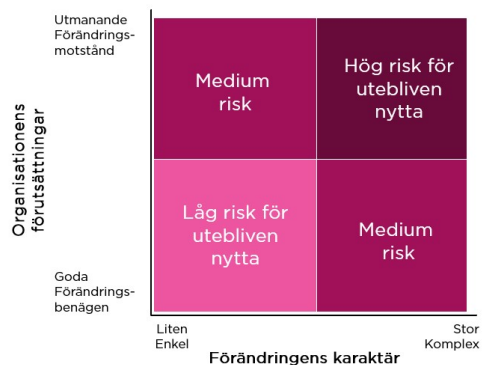 Utmanande
Förändrings-
motstånd
Organisationens
förutsättningar
Goda
Förändrings-
benägen
Medium
risk
Hög risk för
utebliven
nytta
Låg risk för
utebliven
nytta
Medium
risk
Liten
Enkel
Stor
Komplex
Förändringens karaktär